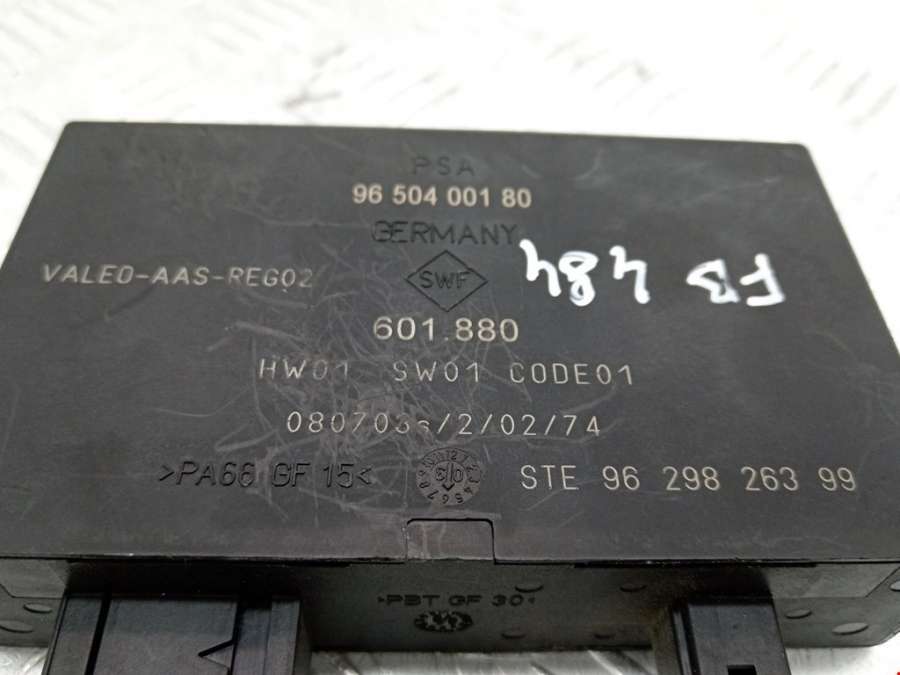 PSA
96 504 001 80
GERMANY
FB 484
VALEO-AAS-REG02
SWF
601.880
HW01 SW01 CODE01
>PA66 GF 15<
STE 96 298 263 99
>PBT GF 30<